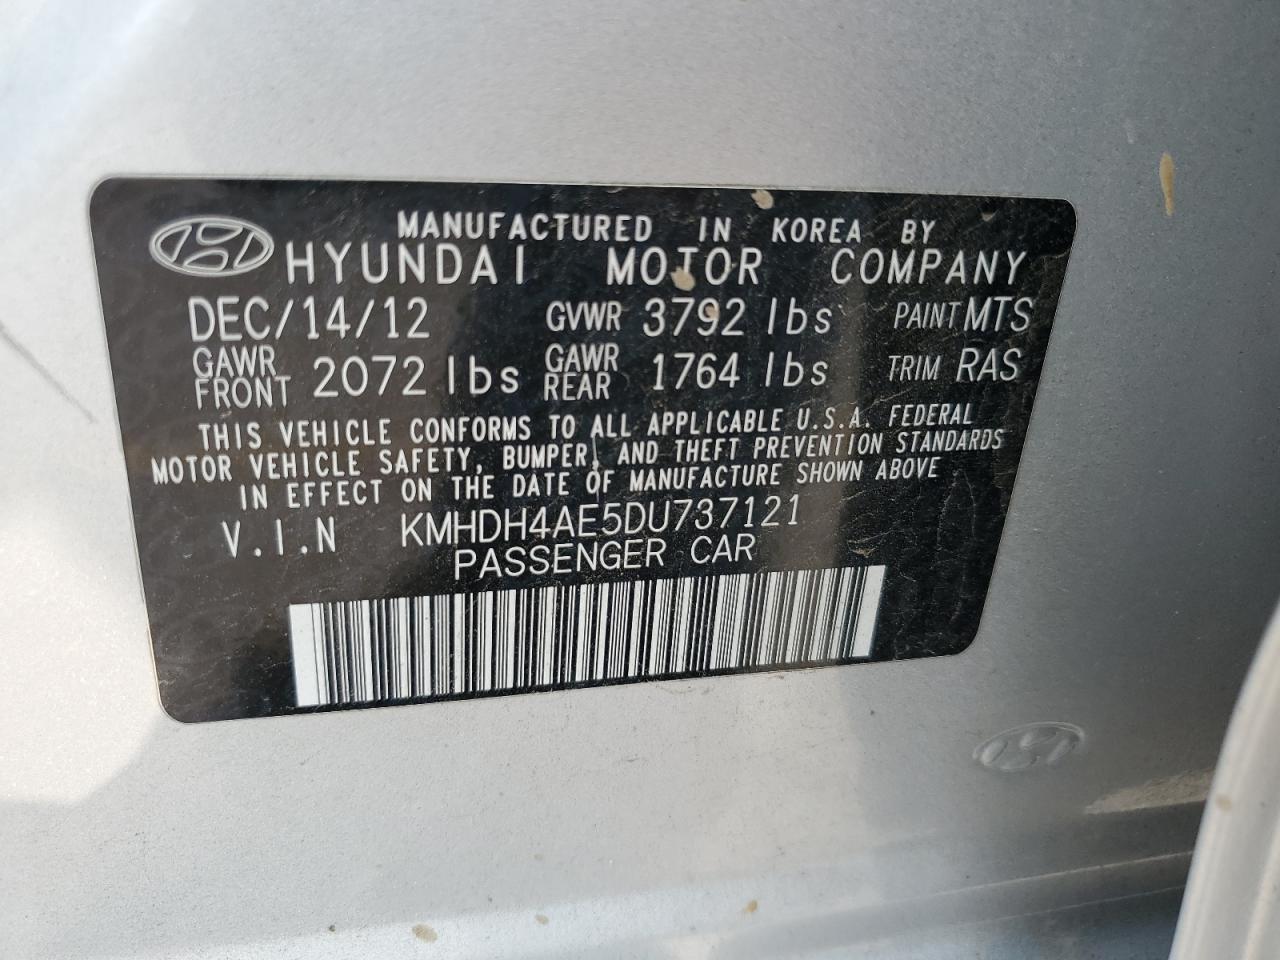 MANUFACTURED IN KOREA BY
HYUNDAI MOTOR COMPANY
DEC/14/12 GVWR 3792 lbs PAINT MTS
GAWR FRONT 2072 lbs GAWR REAR 1764 lbs TRIM RAS
THIS VEHICLE CONFORMS TO ALL APPLICABLE U.S.A. FEDERAL
MOTOR VEHICLE SAFETY, BUMPER, AND THEFT PREVENTION STANDARDS
IN EFFECT ON THE DATE OF MANUFACTURE SHOWN ABOVE
V.I.N KMHDH4AE5DU737121
PASSENGER CAR